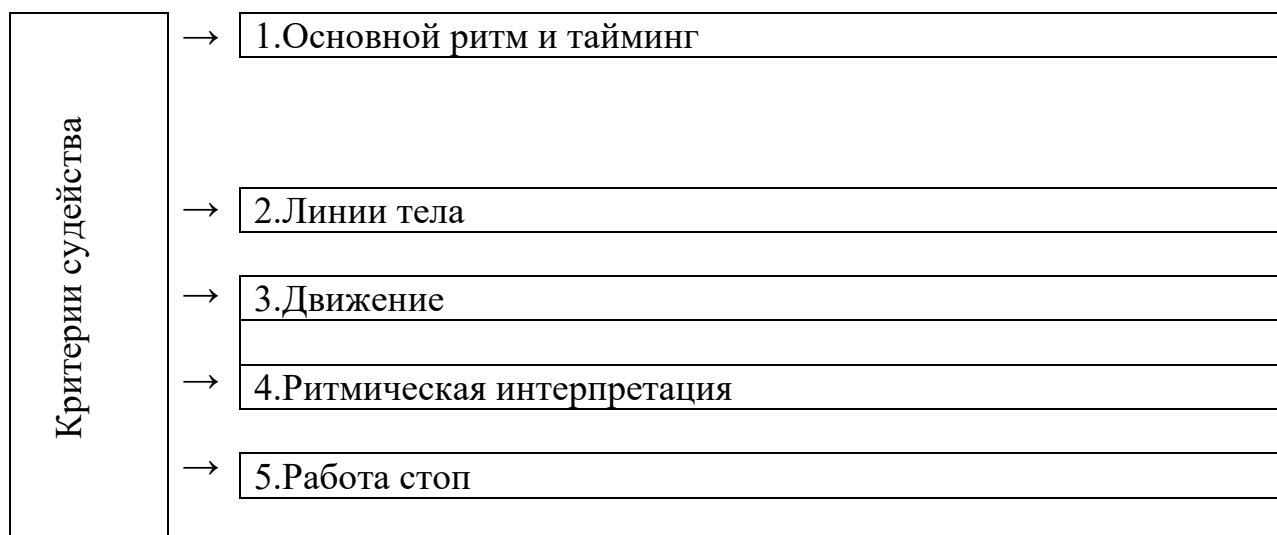 Критерии судейства
→ 1.Основной ритм и тайминг
→ 2.Линии тела
→ 3.Движение
→ 4.Ритмическая интерпретация
→ 5.Работа стоп